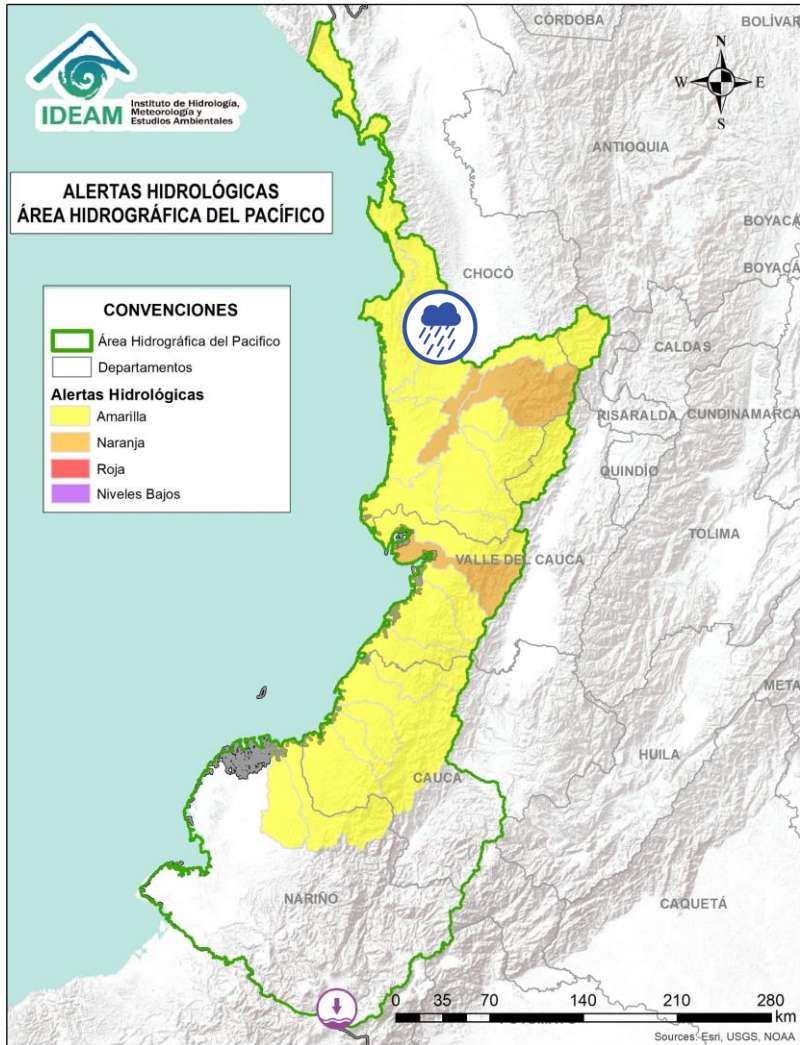 IDEAM
Instituto de Hidrología,
Meteorología y
Estudios Ambientales
ALERTAS HIDROLÓGICAS
ÁREA HIDROGRÁFICA DEL PACÍFICO
CONVENCIONES
Área Hidrográfica del Pacifico
Departamentos
Alertas Hidrológicas
Amarilla
Naranja
Roja
Niveles Bajos
CÓRDOBA
BOLÍVAR
N
W
E
S
ANTIOQUIA
BOYACÁ
CHOCÓ
BOYACÁ
CALDAS
RISARALDA
CUNDINAMARCA
QUINDÍO
TOLIMA
VALLE DEL CAUCA
META
HUILA
CAUCA
NARIÑO
CAQUETÁ
0 35 70 140 210 280
km
Sources: Esri, USGS, NOAA